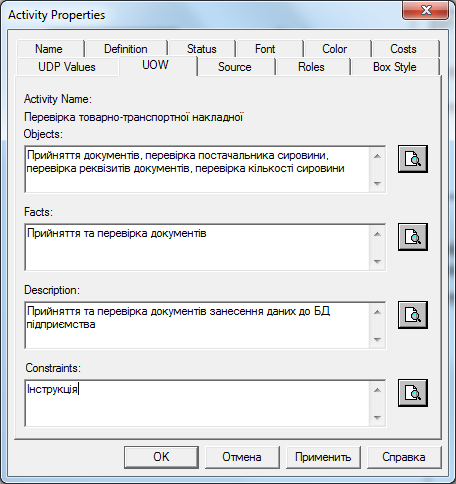 Activity Properties
Name Definition Status Font Color Costs
UDP Values UOW Source Roles Box Style
Activity Name:
Перевірка товарно-транспортної накладної
Objects:
Прийняття документів, перевірка постачальника сировини,
перевірка реквізитів документів, перевірка кількості сировини
Facts:
Прийняття та перевірка документів
Description:
Прийняття та перевірка документів занесення даних до БД
підприємства
Constraints:
Інструкція
OK Отмена Применить Справка